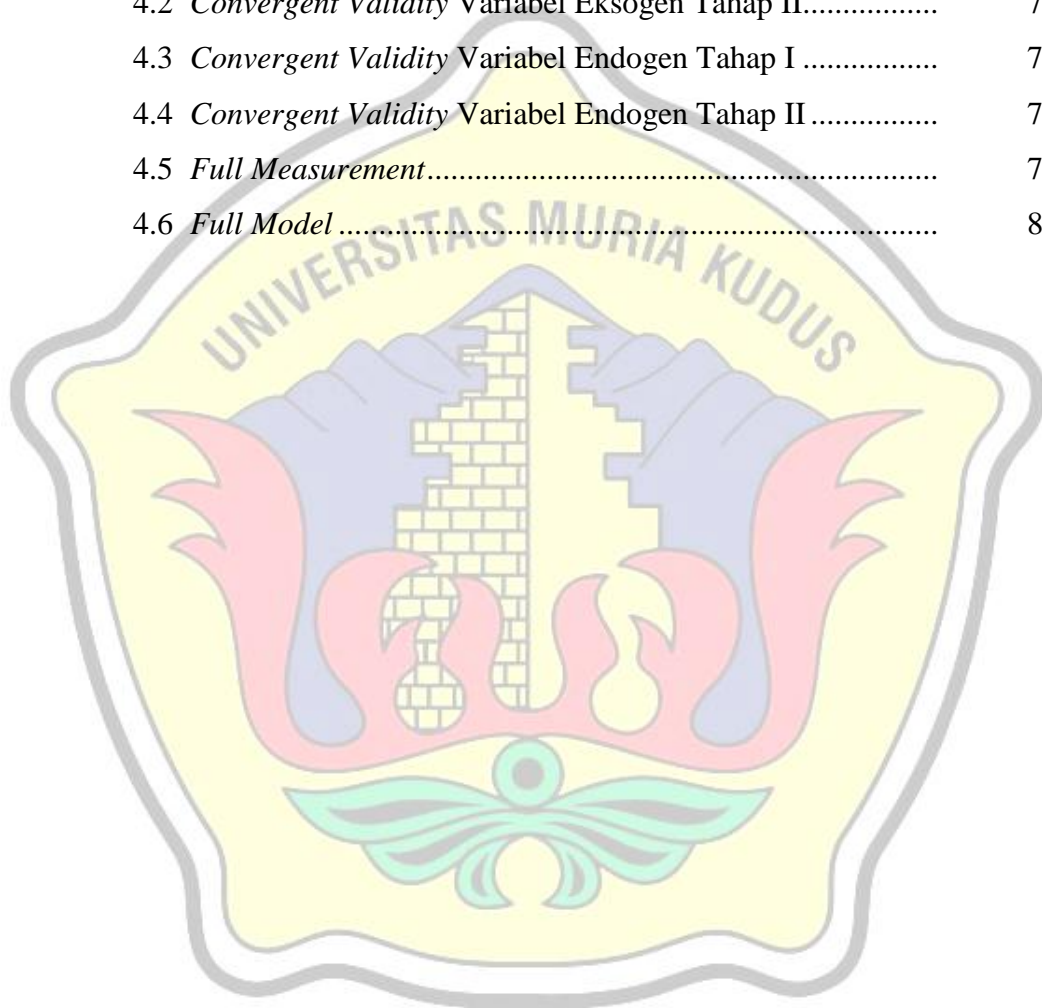 4.2 Convergent Validity Variabel Eksogen Tahap II................. 7
4.3 Convergent Validity Variabel Endogen Tahap I ................. 7
4.4 Convergent Validity Variabel Endogen Tahap II ................ 7
4.5 Full Measurement................................................................. 7
4.6 Full Model ........................................................................... 8
UNIVERSITAS MURIA KUDUS